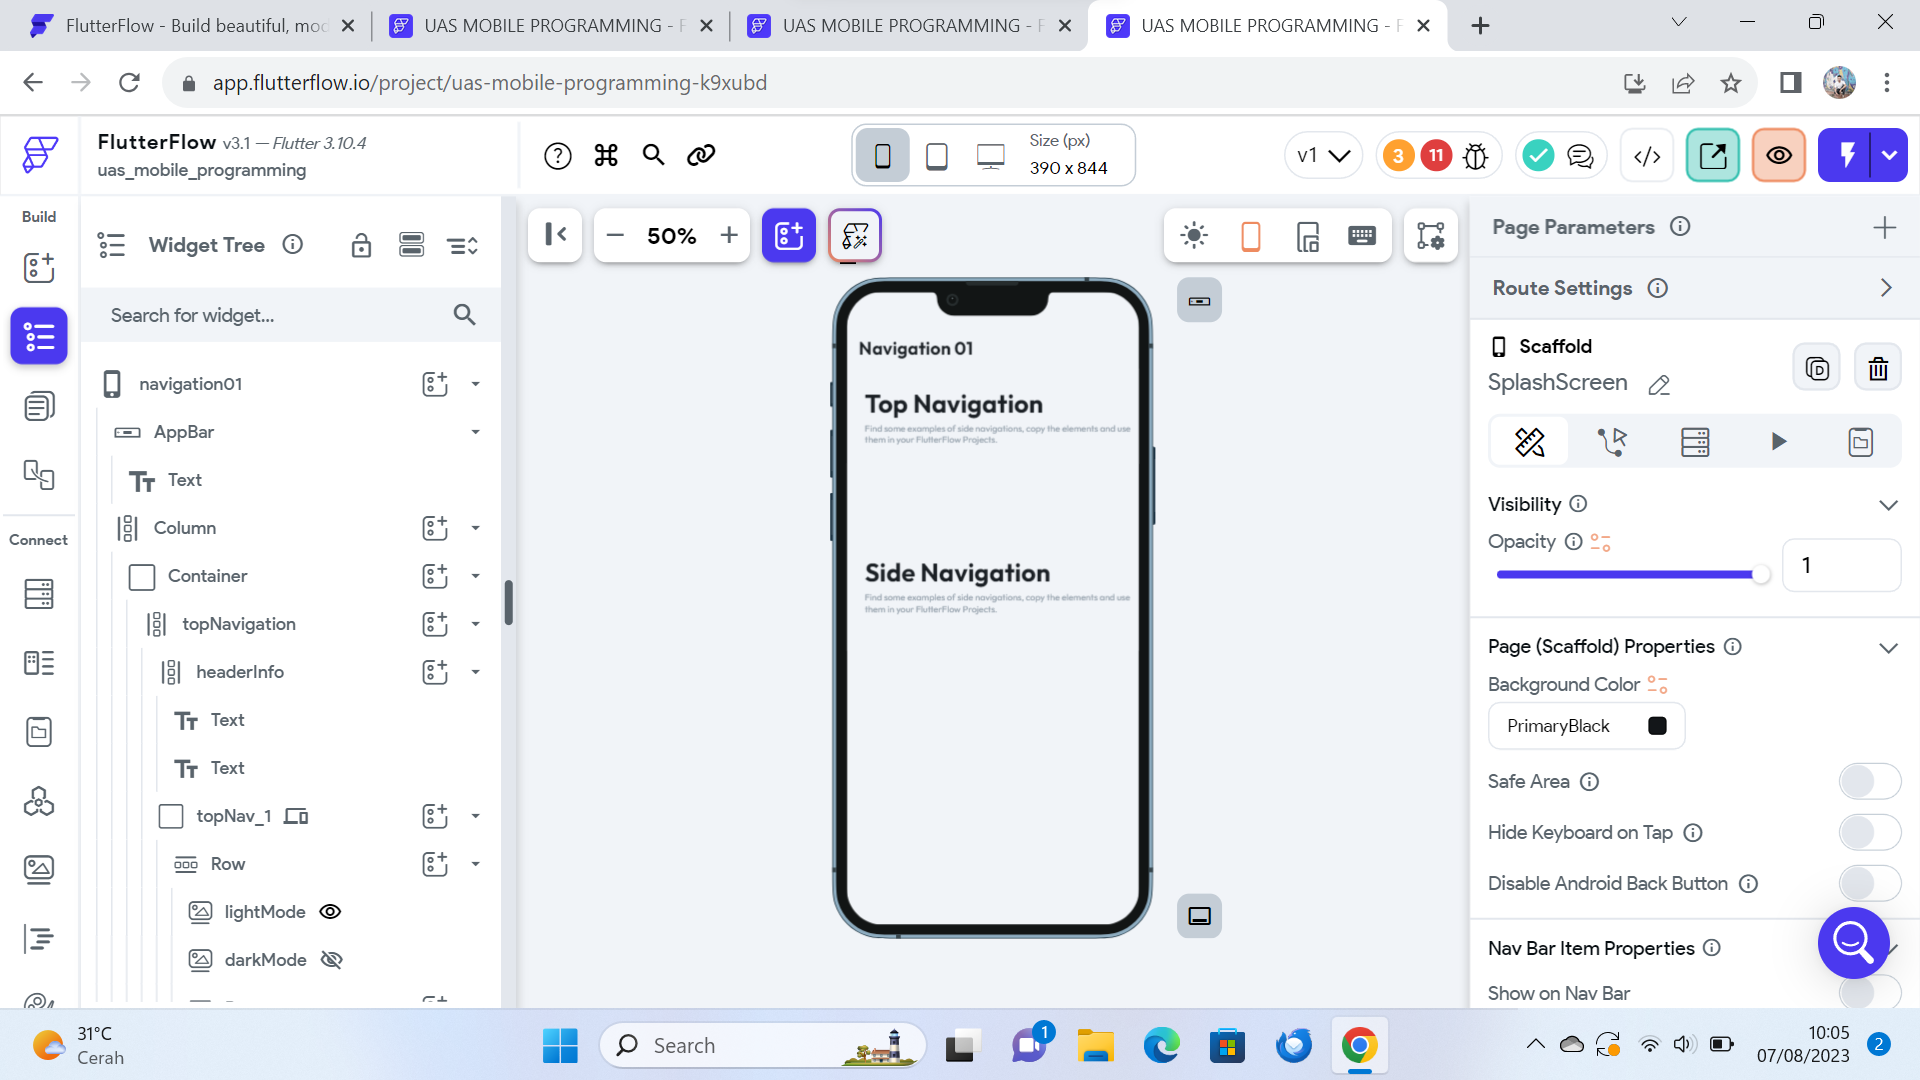 FlutterFlow - Build beautiful, mod
UAS MOBILE PROGRAMMING - F
UAS MOBILE PROGRAMMING - F
UAS MOBILE PROGRAMMING - F
app.flutterflow.io/project/uas-mobile-programming-k9xubd
FlutterFlow v3.1 — Flutter 3.10.4
uas_mobile_programming
Size (px)
390 x 844
v1
3
11
Build
Connect
Widget Tree
Search for widget...
navigation01
AppBar
Text
Column
Container
topNavigation
headerInfo
Text
Text
topNav_1
Row
lightMode
darkMode
50%
Navigation 01
Top Navigation
Find some examples of side navigations, copy the elements and use
them in your FlutterFlow Projects.
Side Navigation
Find some examples of side navigations, copy the elements and use
them in your FlutterFlow Projects.
Page Parameters
Route Settings
Scaffold
SplashScreen
Visibility
Opacity
1
Page (Scaffold) Properties
Background Color
PrimaryBlack
Safe Area
Hide Keyboard on Tap
Disable Android Back Button
Nav Bar Item Properties
Show on Nav Bar
31°C
Cerah
Search
1
10:05
07/08/2023
2